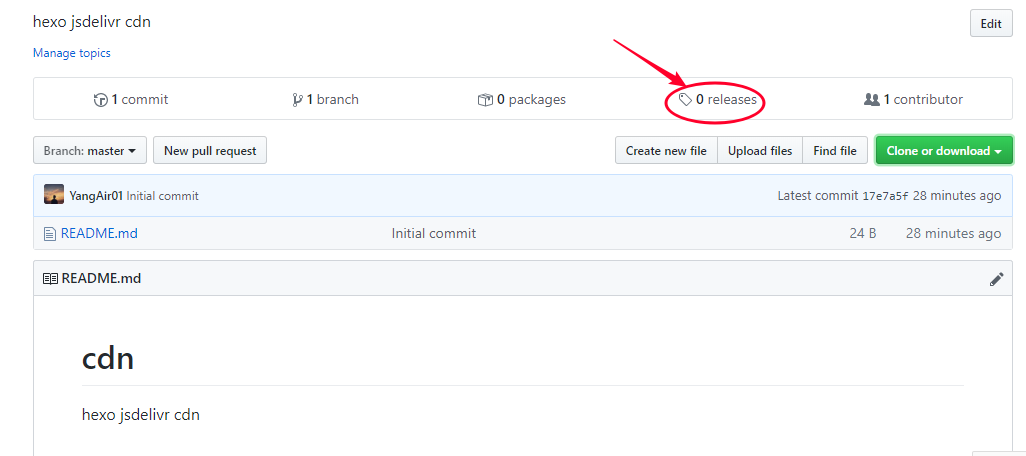 hexo jsdelivr cdn
Edit
Manage topics
1 commit 1 branch 0 packages 0 releases 1 contributor
Branch: master New pull request Create new file Upload files Find file Clone or download
YangAir01 Initial commit Latest commit 17e7a5f 28 minutes ago
README.md Initial commit 24 B 28 minutes ago
README.md
cdn
hexo jsdelivr cdn